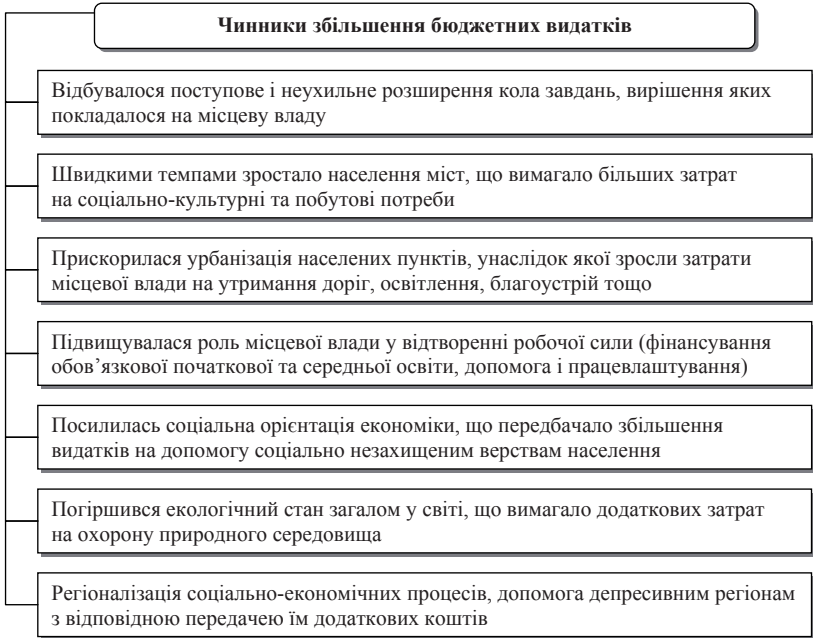 Чинники збільшення бюджетних видатків
Відбувалося поступове і неухильне розширення кола завдань, вирішення яких
покладалося на місцеву владу
Швидкими темпами зростало населення міст, що вимагало більших затрат
на соціально-культурні та побутові потреби
Прискорилася урбанізація населених пунктів, унаслідок якої зросли затрати
місцевої влади на утримання доріг, освітлення, благоустрій тощо
Підвищувалася роль місцевої влади у відтворенні робочої сили (фінансування
обов’язкової початкової та середньої освіти, допомога і працевлаштування)
Посилилась соціальна орієнтація економіки, що передбачало збільшення
видатків на допомогу соціально незахищеним верствам населення
Погіршився екологічний стан загалом у світі, що вимагало додаткових затрат
на охорону природного середовища
Регіоналізація соціально-економічних процесів, допомога депресивним регіонам
з відповідною передачею їм додаткових коштів